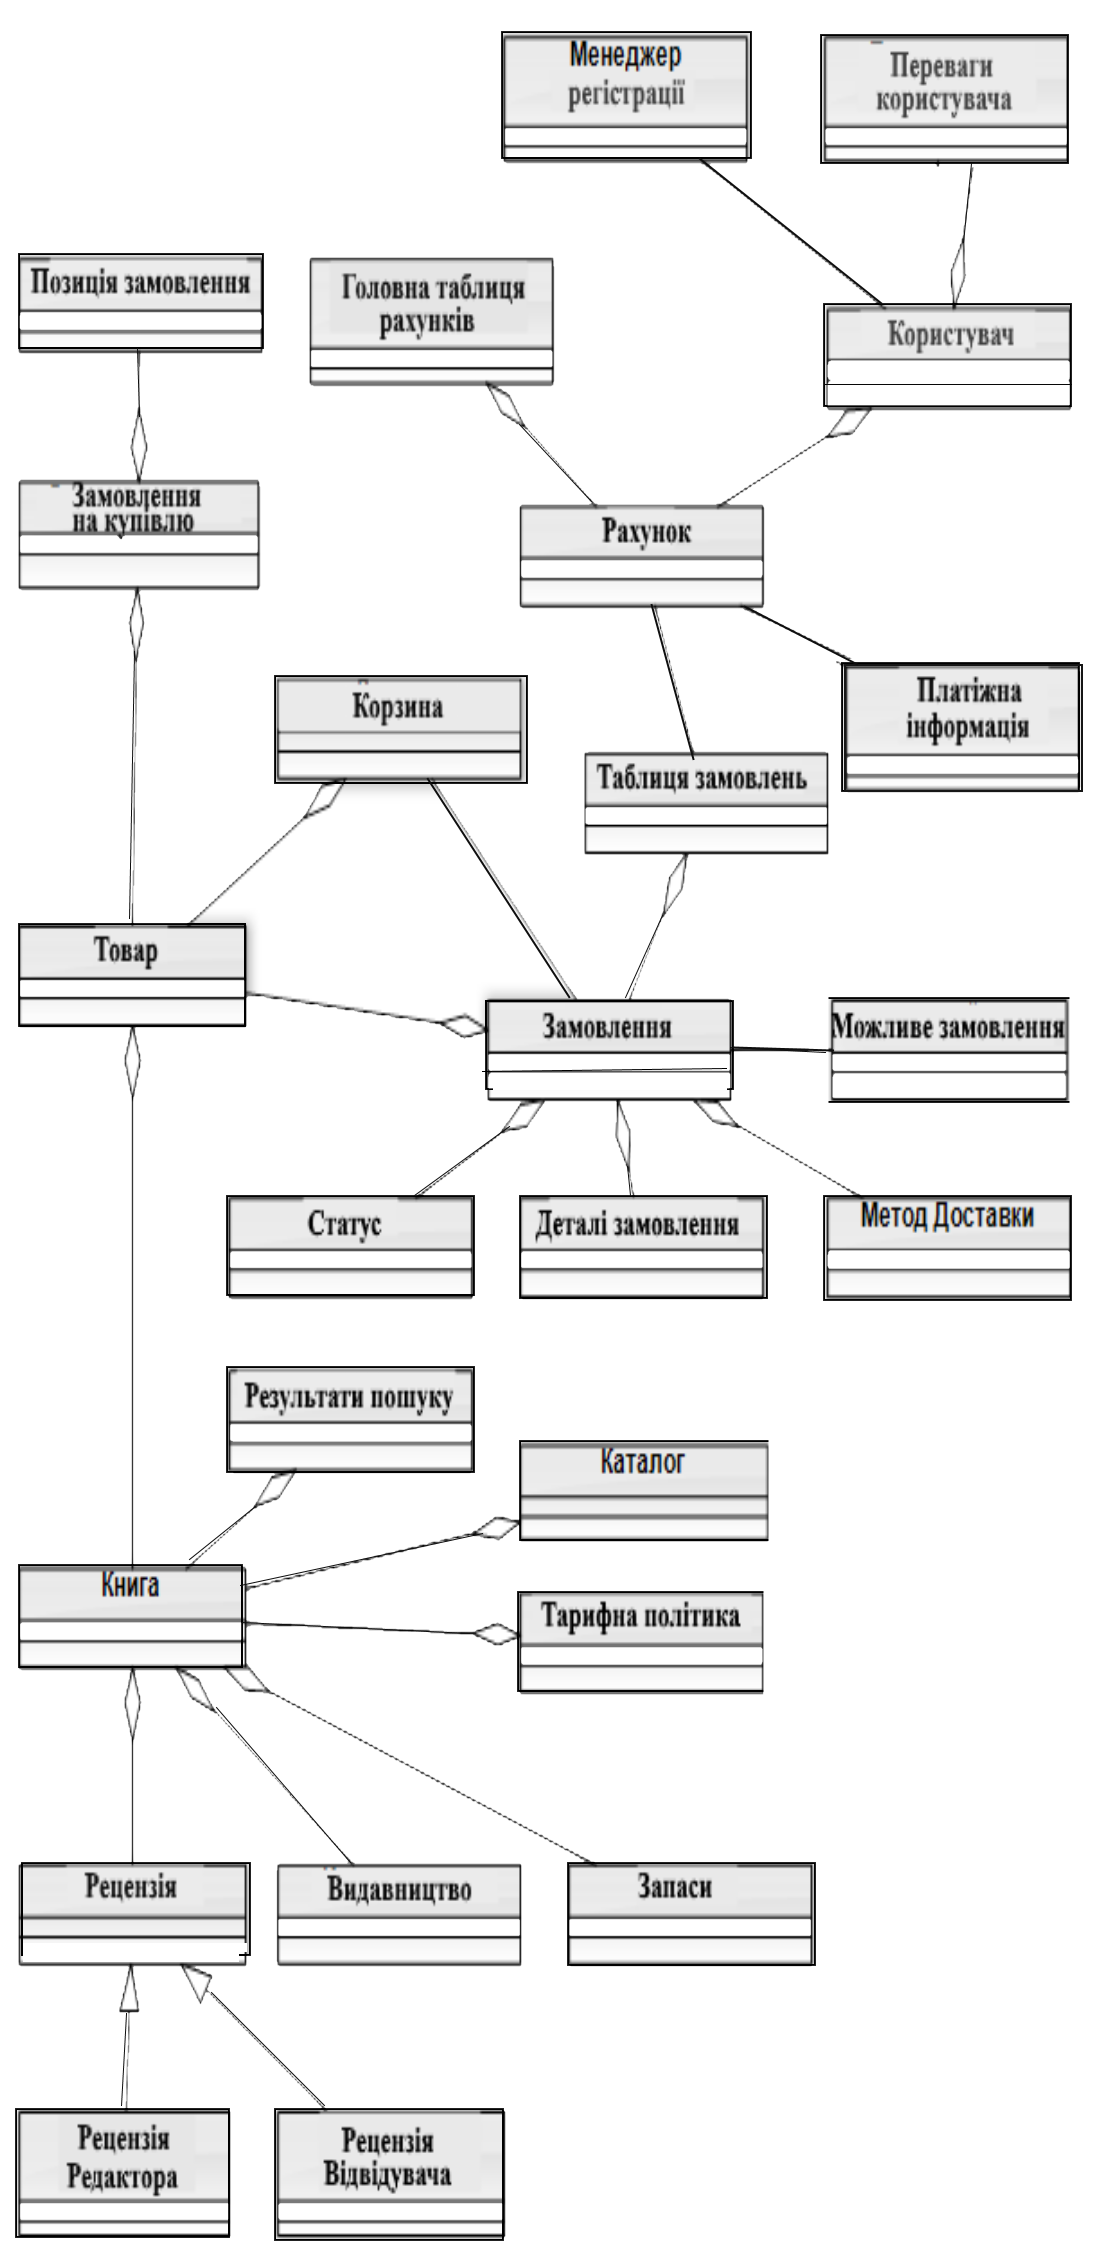 Менеджер
регістрації
Переваги
користувача
Позиція замовлення
Головна таблиця
рахунків
Користувач
Замовлення
на купівлю
Рахунок
Корзина
Платіжна
інформація
Таблиця замовлень
Товар
Замовлення
Можливе замовлення
Статус
Деталі замовлення
Метод Доставки
Результати пошуку
Каталог
Книга
Тарифна політика
Рецензія
Видавництво
Запаси
Рецензія
Редактора
Рецензія
Відвідувача